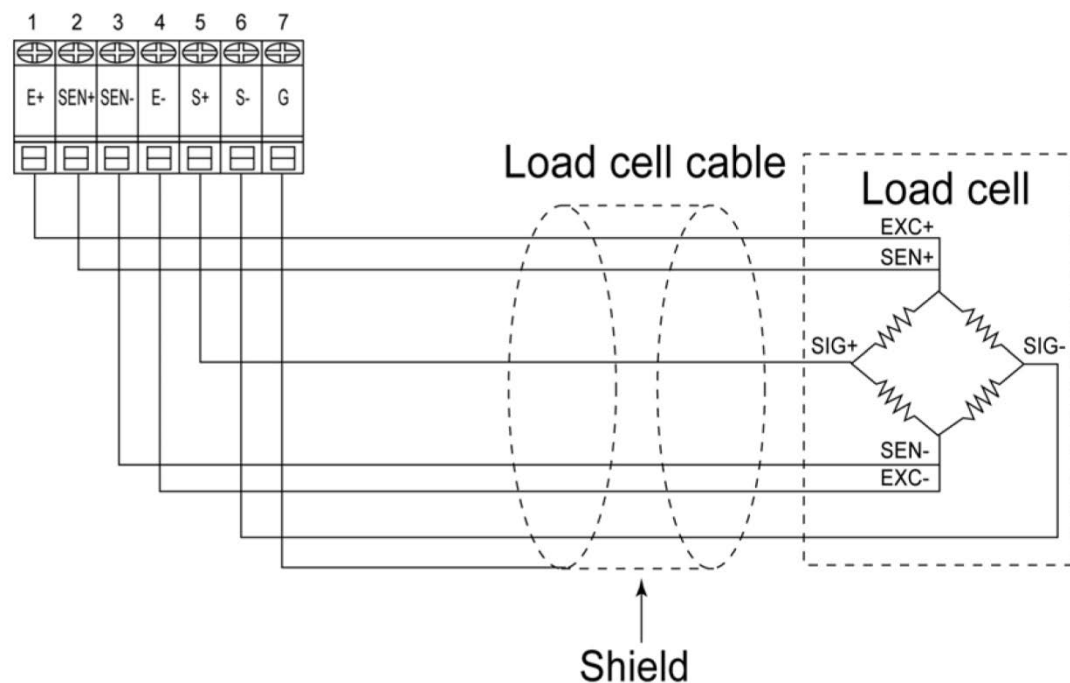 1 2 3 4 5 6 7
E+ SEN+ SEN- E- S+ S- G
Load cell cable
Load cell
EXC+
SEN+
SIG+ SIG-
SEN-
EXC-
Shield